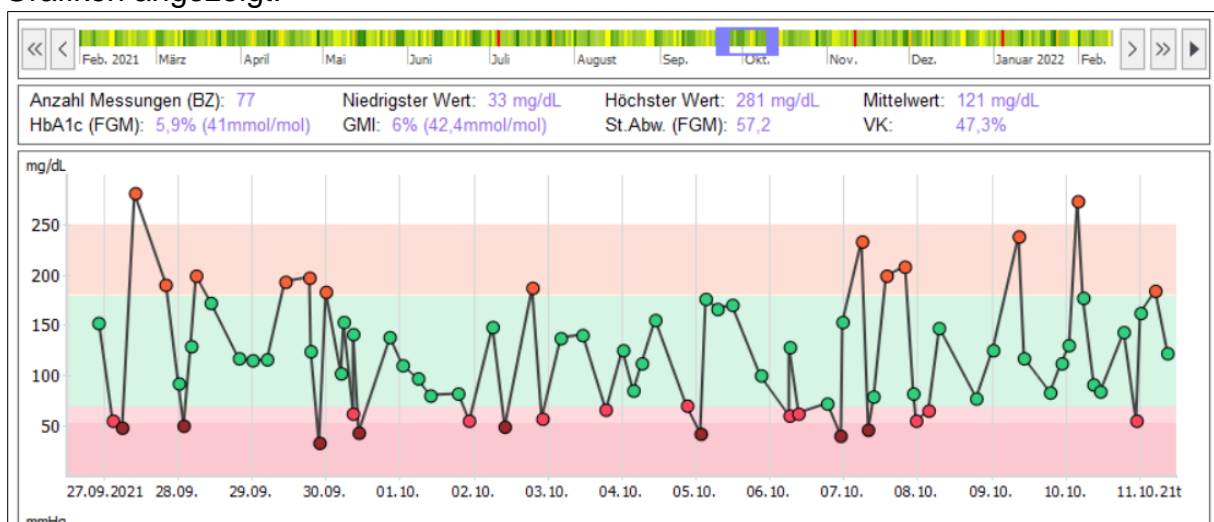 Grafiken angezeigt.
Feb. 2021 März April Mai Juni Juli August Sep. Okt. Nov. Dez. Januar 2022 Feb.
Anzahl Messungen (BZ): 77 Niedrigster Wert: 33 mg/dL Höchster Wert: 281 mg/dL Mittelwert: 121 mg/dL
HbA1c (FGM): 5,9% (41mmol/mol) GMI: 6% (42,4mmol/mol) St.Abw. (FGM): 57,2 VK: 47,3%
mg/dL
250
200
150
100
50
27.09.2021 28.09. 29.09. 30.09. 01.10. 02.10. 03.10. 04.10. 05.10. 06.10. 07.10. 08.10. 09.10. 10.10. 11.10.21t
mmHg